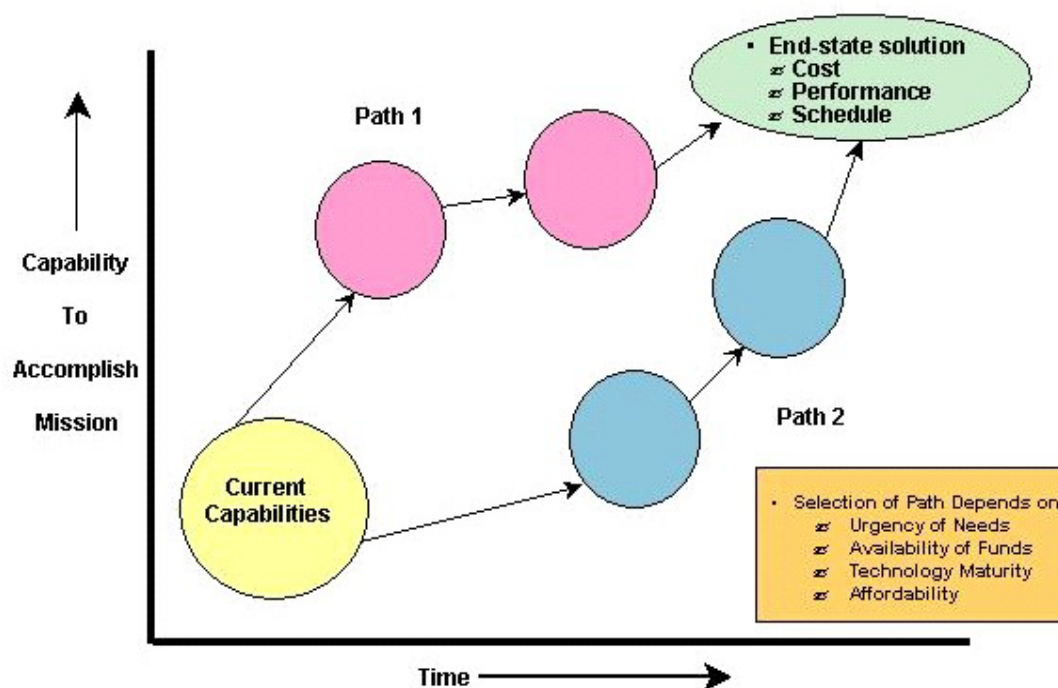 • End-state solution
Cost
Performance
Schedule
Path 1
Capability
To
Accomplish
Mission
Current
Capabilities
Path 2
• Selection of Path Depends on
Urgency of Needs
Availability of Funds
Technology Maturity
Affordability
Time